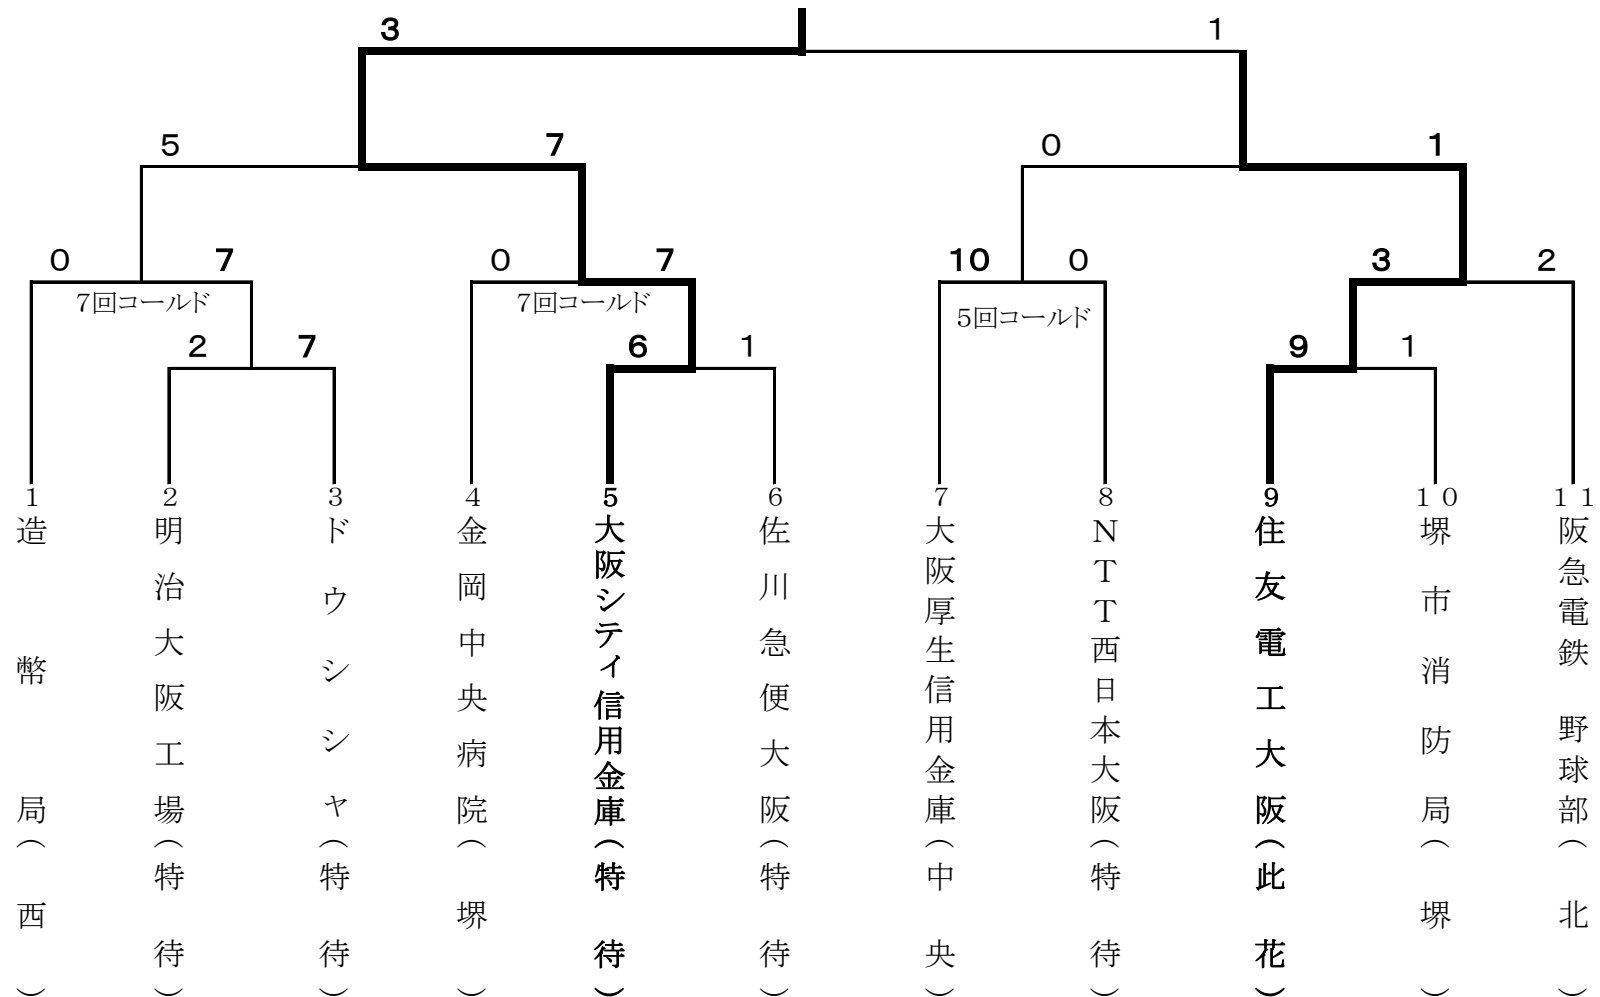 3 1
5 7 0 1
0 7 0 7 10 0 3 2
7回コールド 7回コールド 5回コールド
2 7 6 1 9 1
1 造幣局(西)
2 明治大阪工場(特待)
3 ドウシシャ(特待)
4 金岡中央病院(堺)
5 大阪シティ信用金庫(特待)
6 佐川急便大阪(特待)
7 大阪厚生信用金庫(中央)
8 NTT西日本大阪(特待)
9 住友電工大阪(此花)
10 堺市消防局(堺)
11 阪急電鉄 野球部(北)